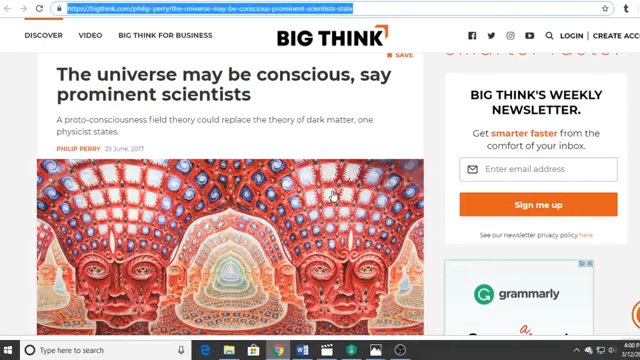 https://bigthink.com/philip-perry/the-universe-may-be-conscious-prominent-scientists-state
DISCOVER VIDEO BIG THINK FOR BUSINESS BIG THINK LOGIN CREATE ACC
SAVE
The universe may be conscious, say
prominent scientists
A proto-consciousness field theory could replace the theory of dark matter, one
physicist states.
PHILIP PERRY 25 June, 2017
BIG THINK'S WEEKLY
NEWSLETTER.
Get smarter faster from the
comfort of your inbox.
Enter email address
Sign me up
See our newsletter privacy policy here
grammarly
a
Type here to search
4:00 P
3/12/2